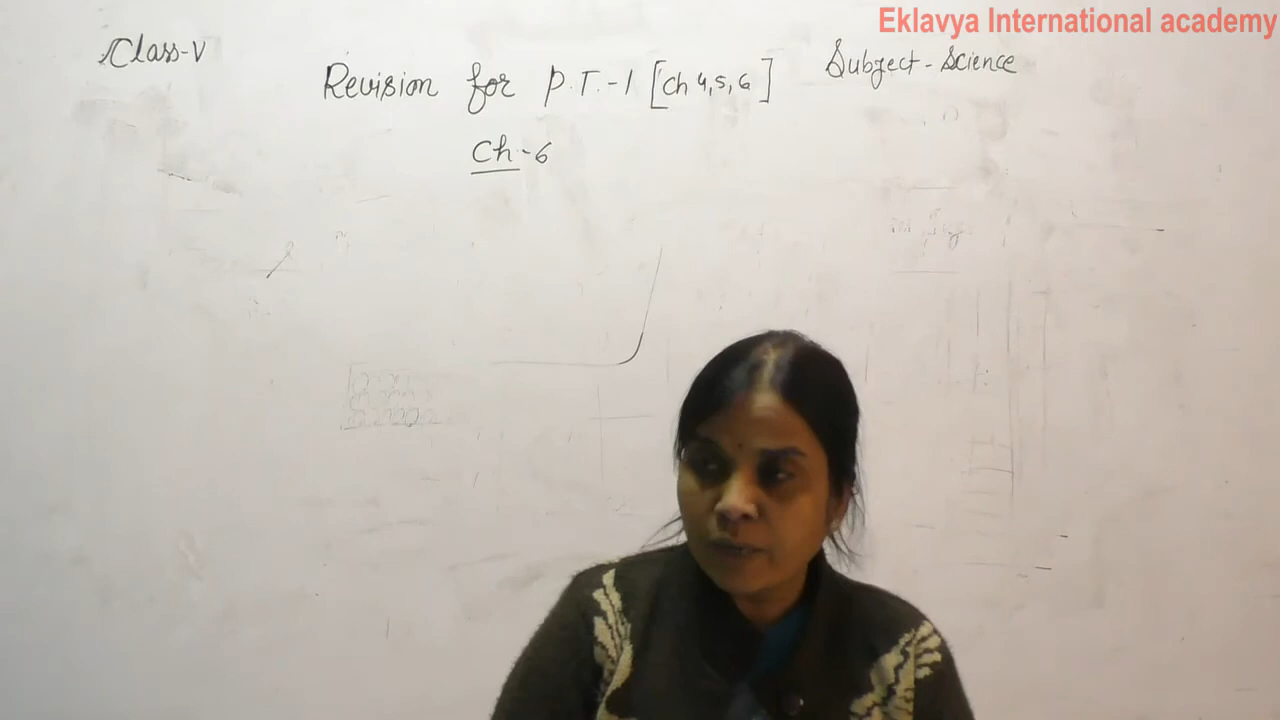 Eklavya International academy
Class-V
Subject - Science
Revision for P.T.-1 [Ch 4,5,6]
Ch-6